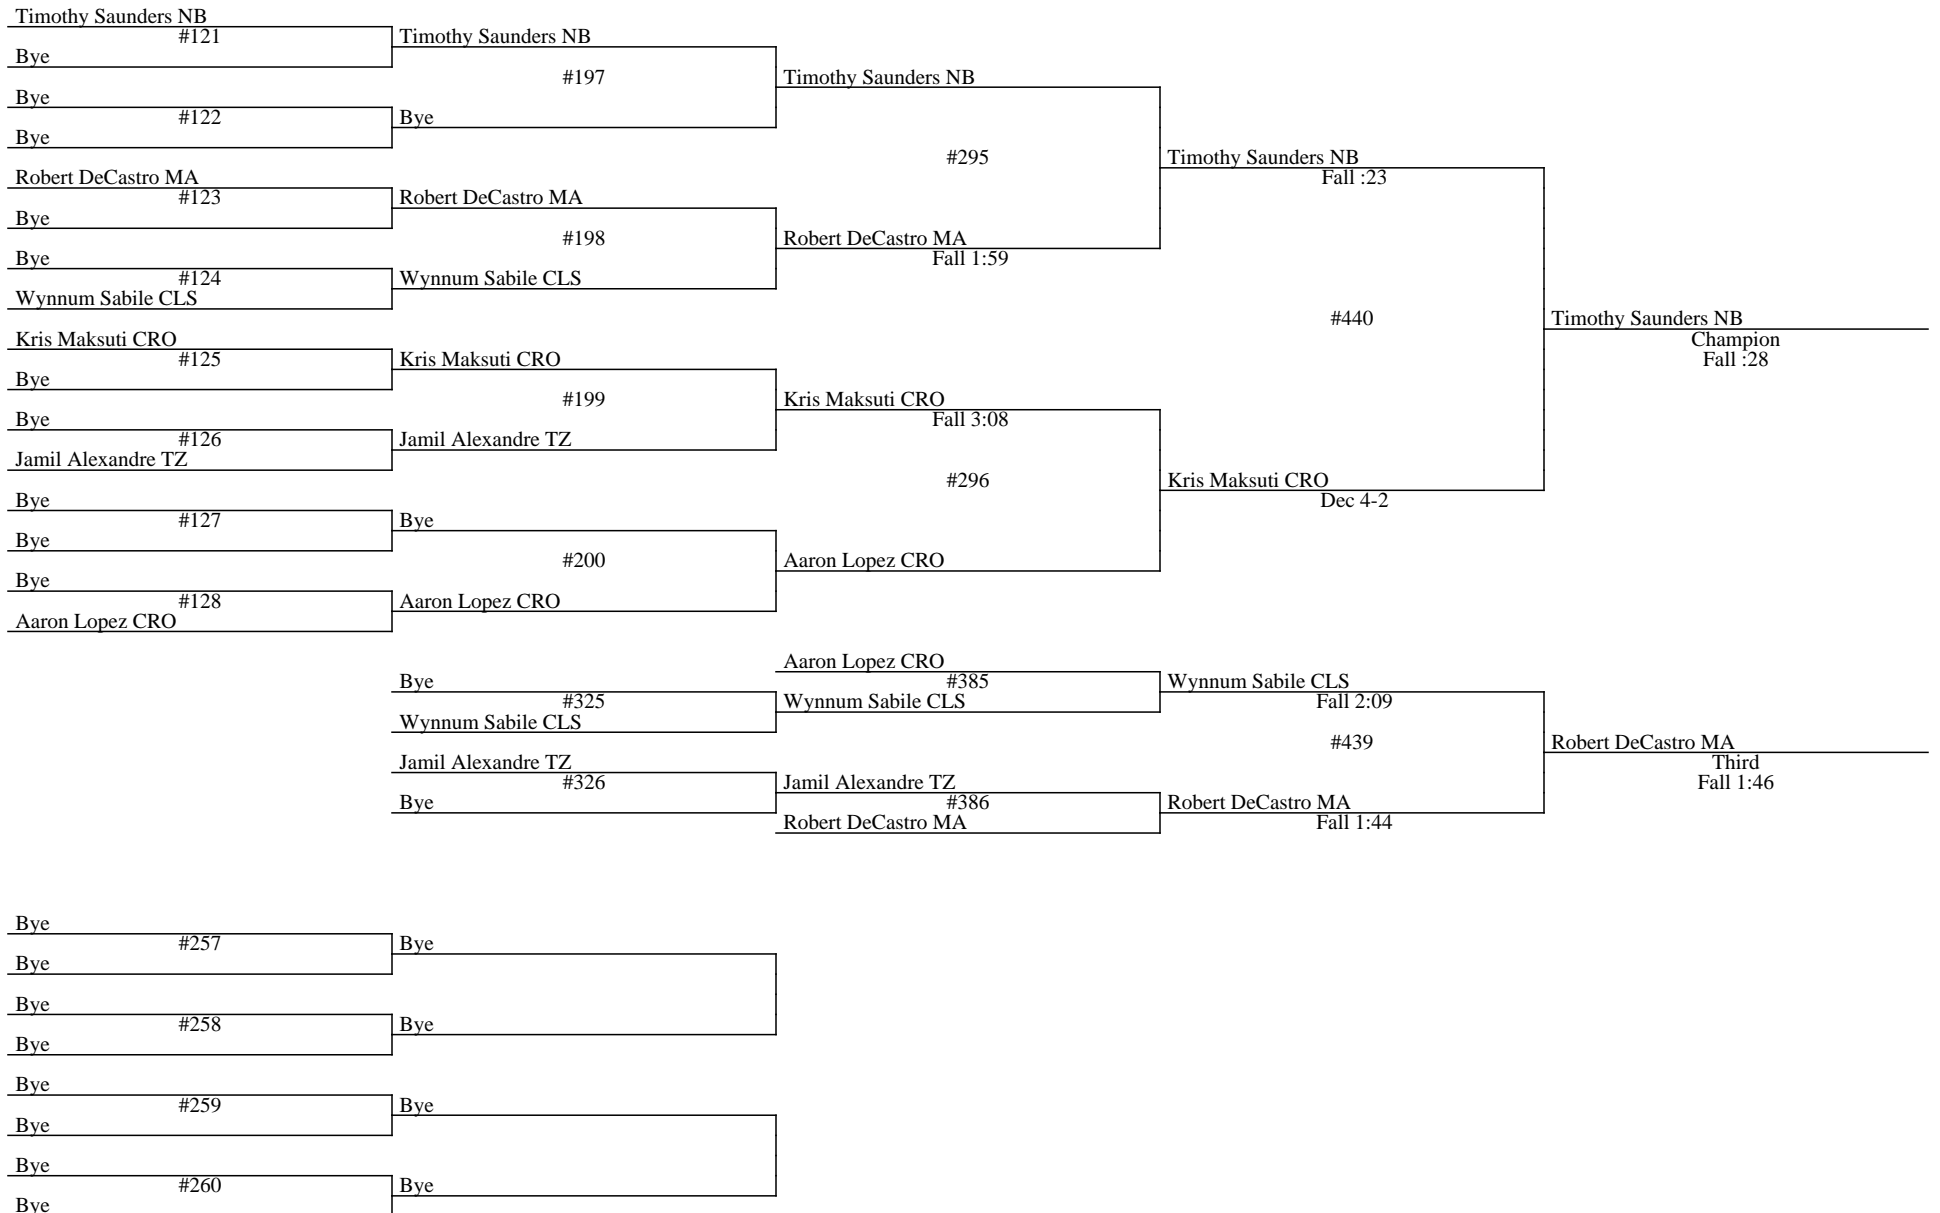 Timothy Saunders NB
#121
Timothy Saunders NB
Bye
#197
Timothy Saunders NB
Bye
#122
Bye
Bye
#295
Timothy Saunders NB
Fall :23
Robert DeCastro MA
#123
Robert DeCastro MA
Bye
#198
Robert DeCastro MA
Fall 1:59
Bye
#124
Wynnum Sabile CLS
Wynnum Sabile CLS
#440
Timothy Saunders NB
Champion
Fall :28
Kris Maksuti CRO
#125
Kris Maksuti CRO
Bye
#199
Kris Maksuti CRO
Fall 3:08
Bye
#126
Jamil Alexandre TZ
Jamil Alexandre TZ
#296
Kris Maksuti CRO
Dec 4-2
Bye
#127
Bye
Bye
#200
Aaron Lopez CRO
Bye
#128
Aaron Lopez CRO
Aaron Lopez CRO
Aaron Lopez CRO
Bye
#385
Wynnum Sabile CLS
#325
Wynnum Sabile CLS
Fall 2:09
Wynnum Sabile CLS
#439
Robert DeCastro MA
Third
Fall 1:46
Jamil Alexandre TZ
#326
Jamil Alexandre TZ
Bye
#386
Robert DeCastro MA
Robert DeCastro MA
Fall 1:44
Bye
#257
Bye
Bye
Bye
#258
Bye
Bye
Bye
#259
Bye
Bye
Bye
#260
Bye
Bye